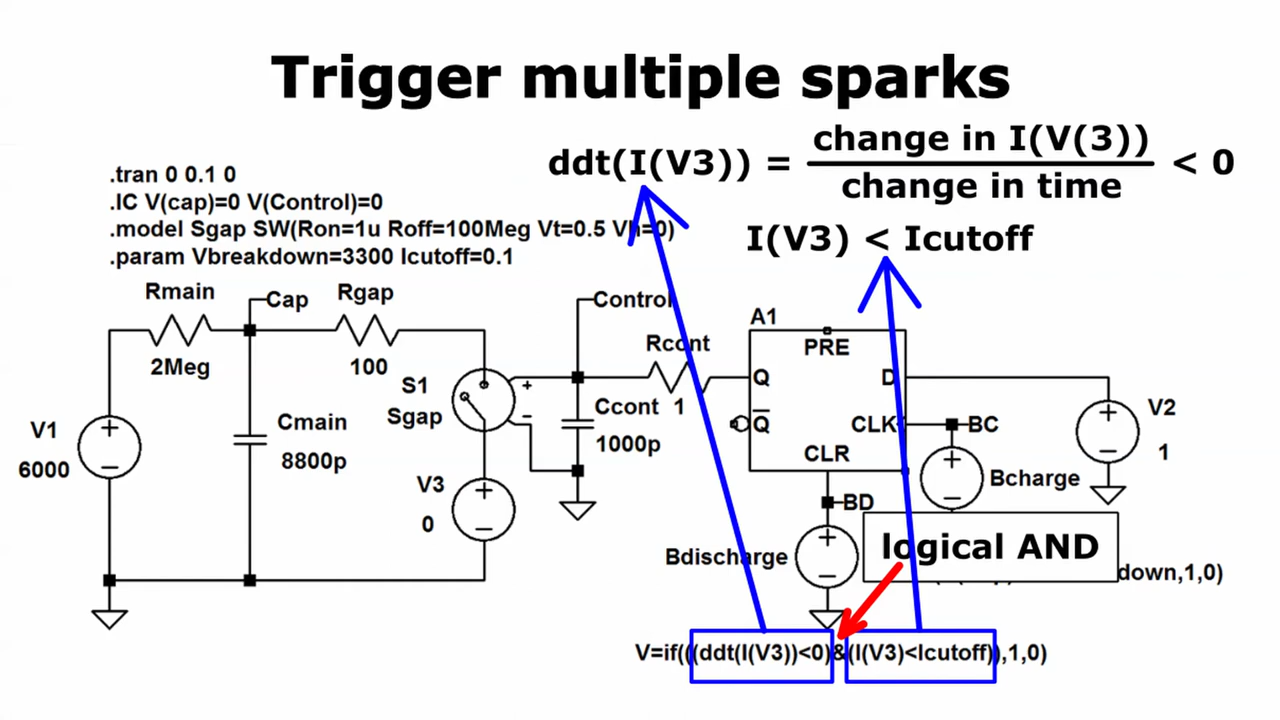 Trigger multiple sparks
ddt(I(V3)) = change in I(V(3)) / change in time < 0
I(V3) < Icutoff
.tran 0 0.1 0
.IC V(cap)=0 V(Control)=0
.model Sgap SW(Ron=1u Roff=100Meg Vt=0.5 Vh=0)
.param Vbreakdown=3300 Icutoff=0.1
Rmain
2Meg
Cap
Rgap
100
Control
Rcont
1
A1
PRE
Q
D
Q
CLK
CLR
S1
Sgap
+
−
Ccont
1000p
V1
6000
+
−
Cmain
8800p
V3
0
+
−
BC
V2
1
+
−
Bcharge
+
−
BD
Bdischarge
+
−
logical AND
down,1,0)
V=if(((ddt(I(V3))<0)&(I(V3)<Icutoff)),1,0)